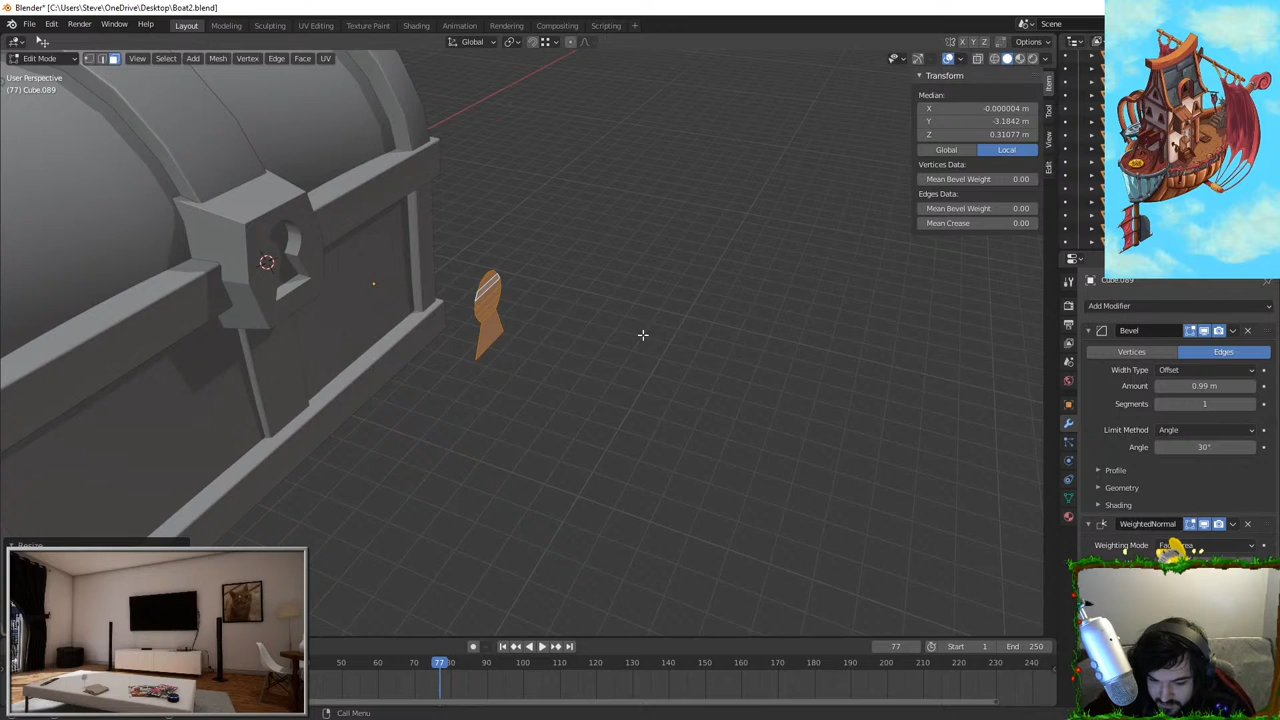 Blender* [C:\Users\Steve\OneDrive\Desktop\Boat2.blend]
File Edit Render Window Help Layout Modeling Sculpting UV Editing Texture Paint Shading Animation Rendering Compositing Scripting Scene
Global X Y Z Options
Edit Mode View Select Add Mesh Vertex Edge Face UV
User Perspective
(77) Cube.089
Transform
Median:
X -0.000004 m
Y -3.1842 m
Z 0.31077 m
Global Local
Vertices Data:
Mean Bevel Weight 0.00
Edges Data:
Mean Bevel Weight 0.00
Mean Crease 0.00
Item
Tool
View
Edit
Cube.089
Add Modifier
Bevel
Vertices Edges
Width Type Offset
Amount 0.99 m
Segments 1
Limit Method Angle
Angle 30°
Profile
Geometry
Shading
WeightedNormal
Weighting Mode
Resize
77 Start 1 End 250
50 60 70 77 80 90 100 110 120 130 140 150 160 170 180 190 200 210 220 230 240
Call Menu